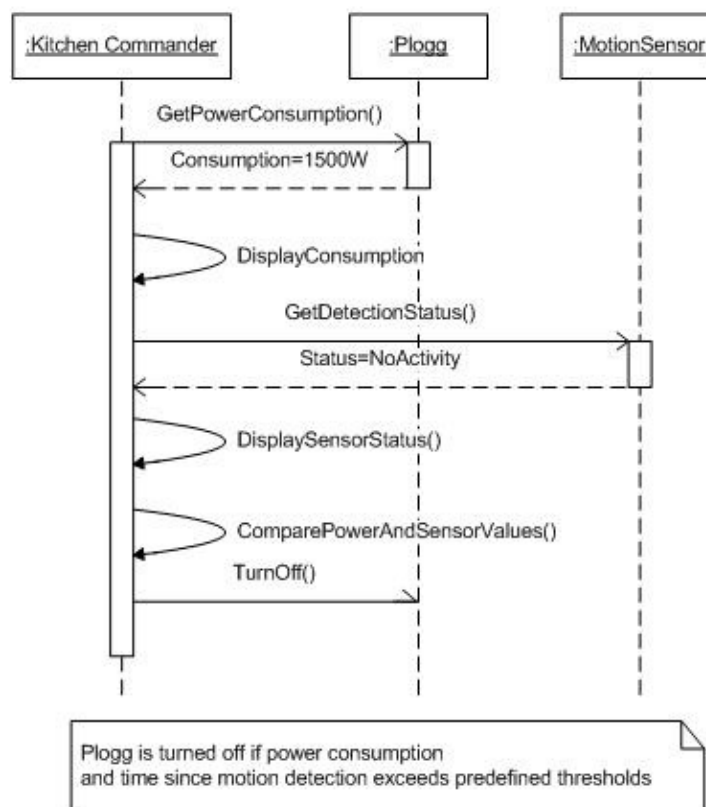 :Kitchen Commander
:Plogg
:MotionSensor
GetPowerConsumption()
Consumption=1500W
DisplayConsumption
GetDetectionStatus()
Status=NoActivity
DisplaySensorStatus()
ComparePowerAndSensorValues()
TurnOff()
Plogg is turned off if power consumption
and time since motion detection exceeds predefined thresholds